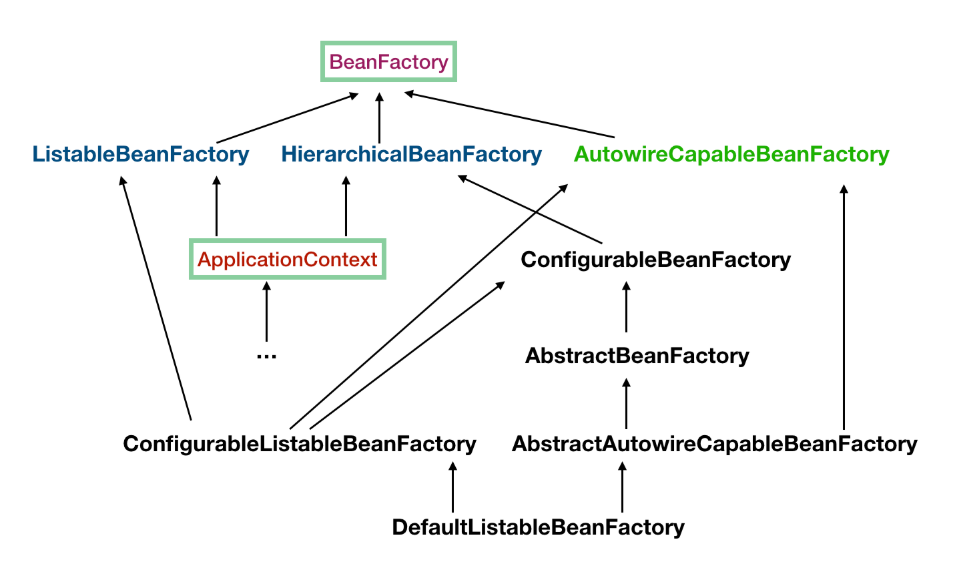 BeanFactory
ListableBeanFactory
HierarchicalBeanFactory
AutowireCapableBeanFactory
ApplicationContext
ConfigurableBeanFactory
...
AbstractBeanFactory
ConfigurableListableBeanFactory
AbstractAutowireCapableBeanFactory
DefaultListableBeanFactory